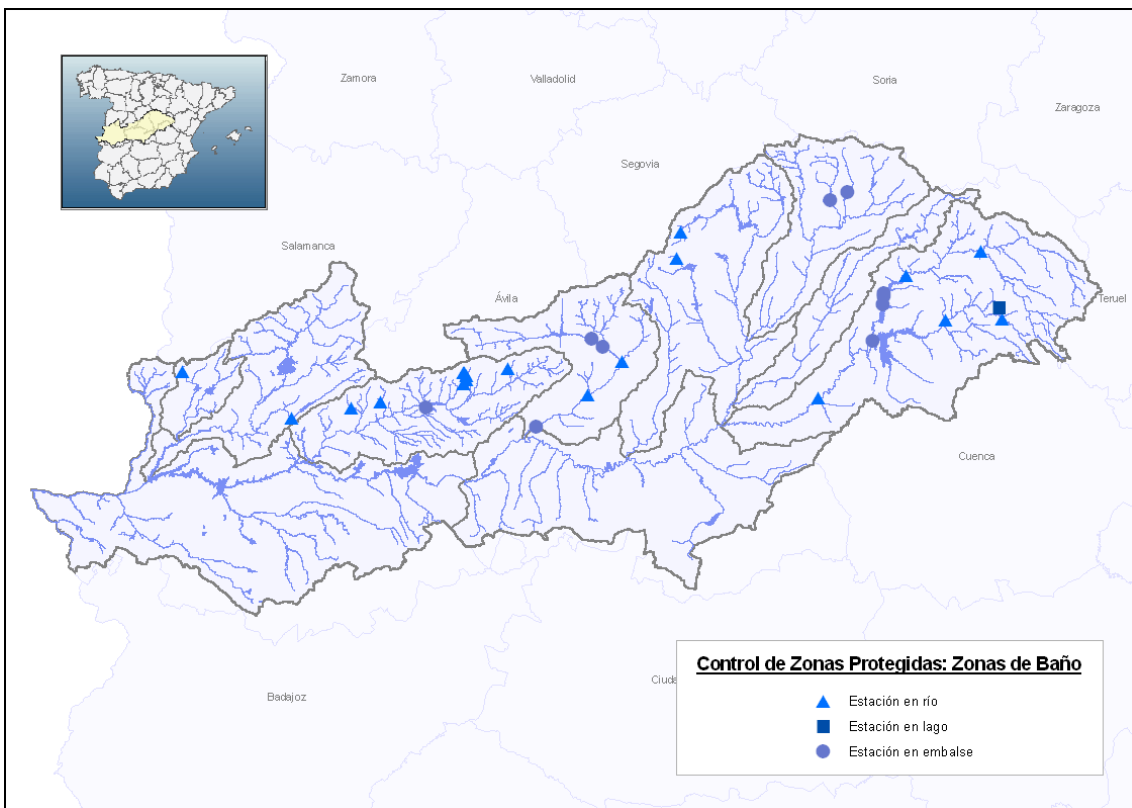 Zamora
Valladolid
Soria
Zaragoza
Segovia
Salamanca
Ávila
Teruel
Cuenca
Badajoz
Ciud
Control de Zonas Protegidas: Zonas de Baño
Estación en río
Estación en lago
Estación en embalse